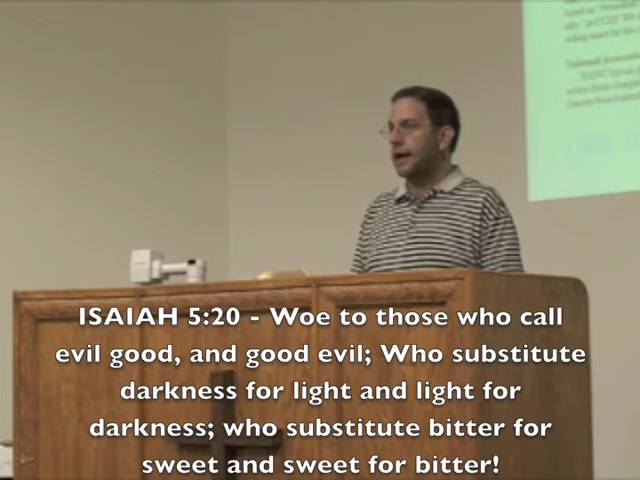 ISAIAH 5:20 - Woe to those who call
evil good, and good evil; Who substitute
darkness for light and light for
darkness; who substitute bitter for
sweet and sweet for bitter!